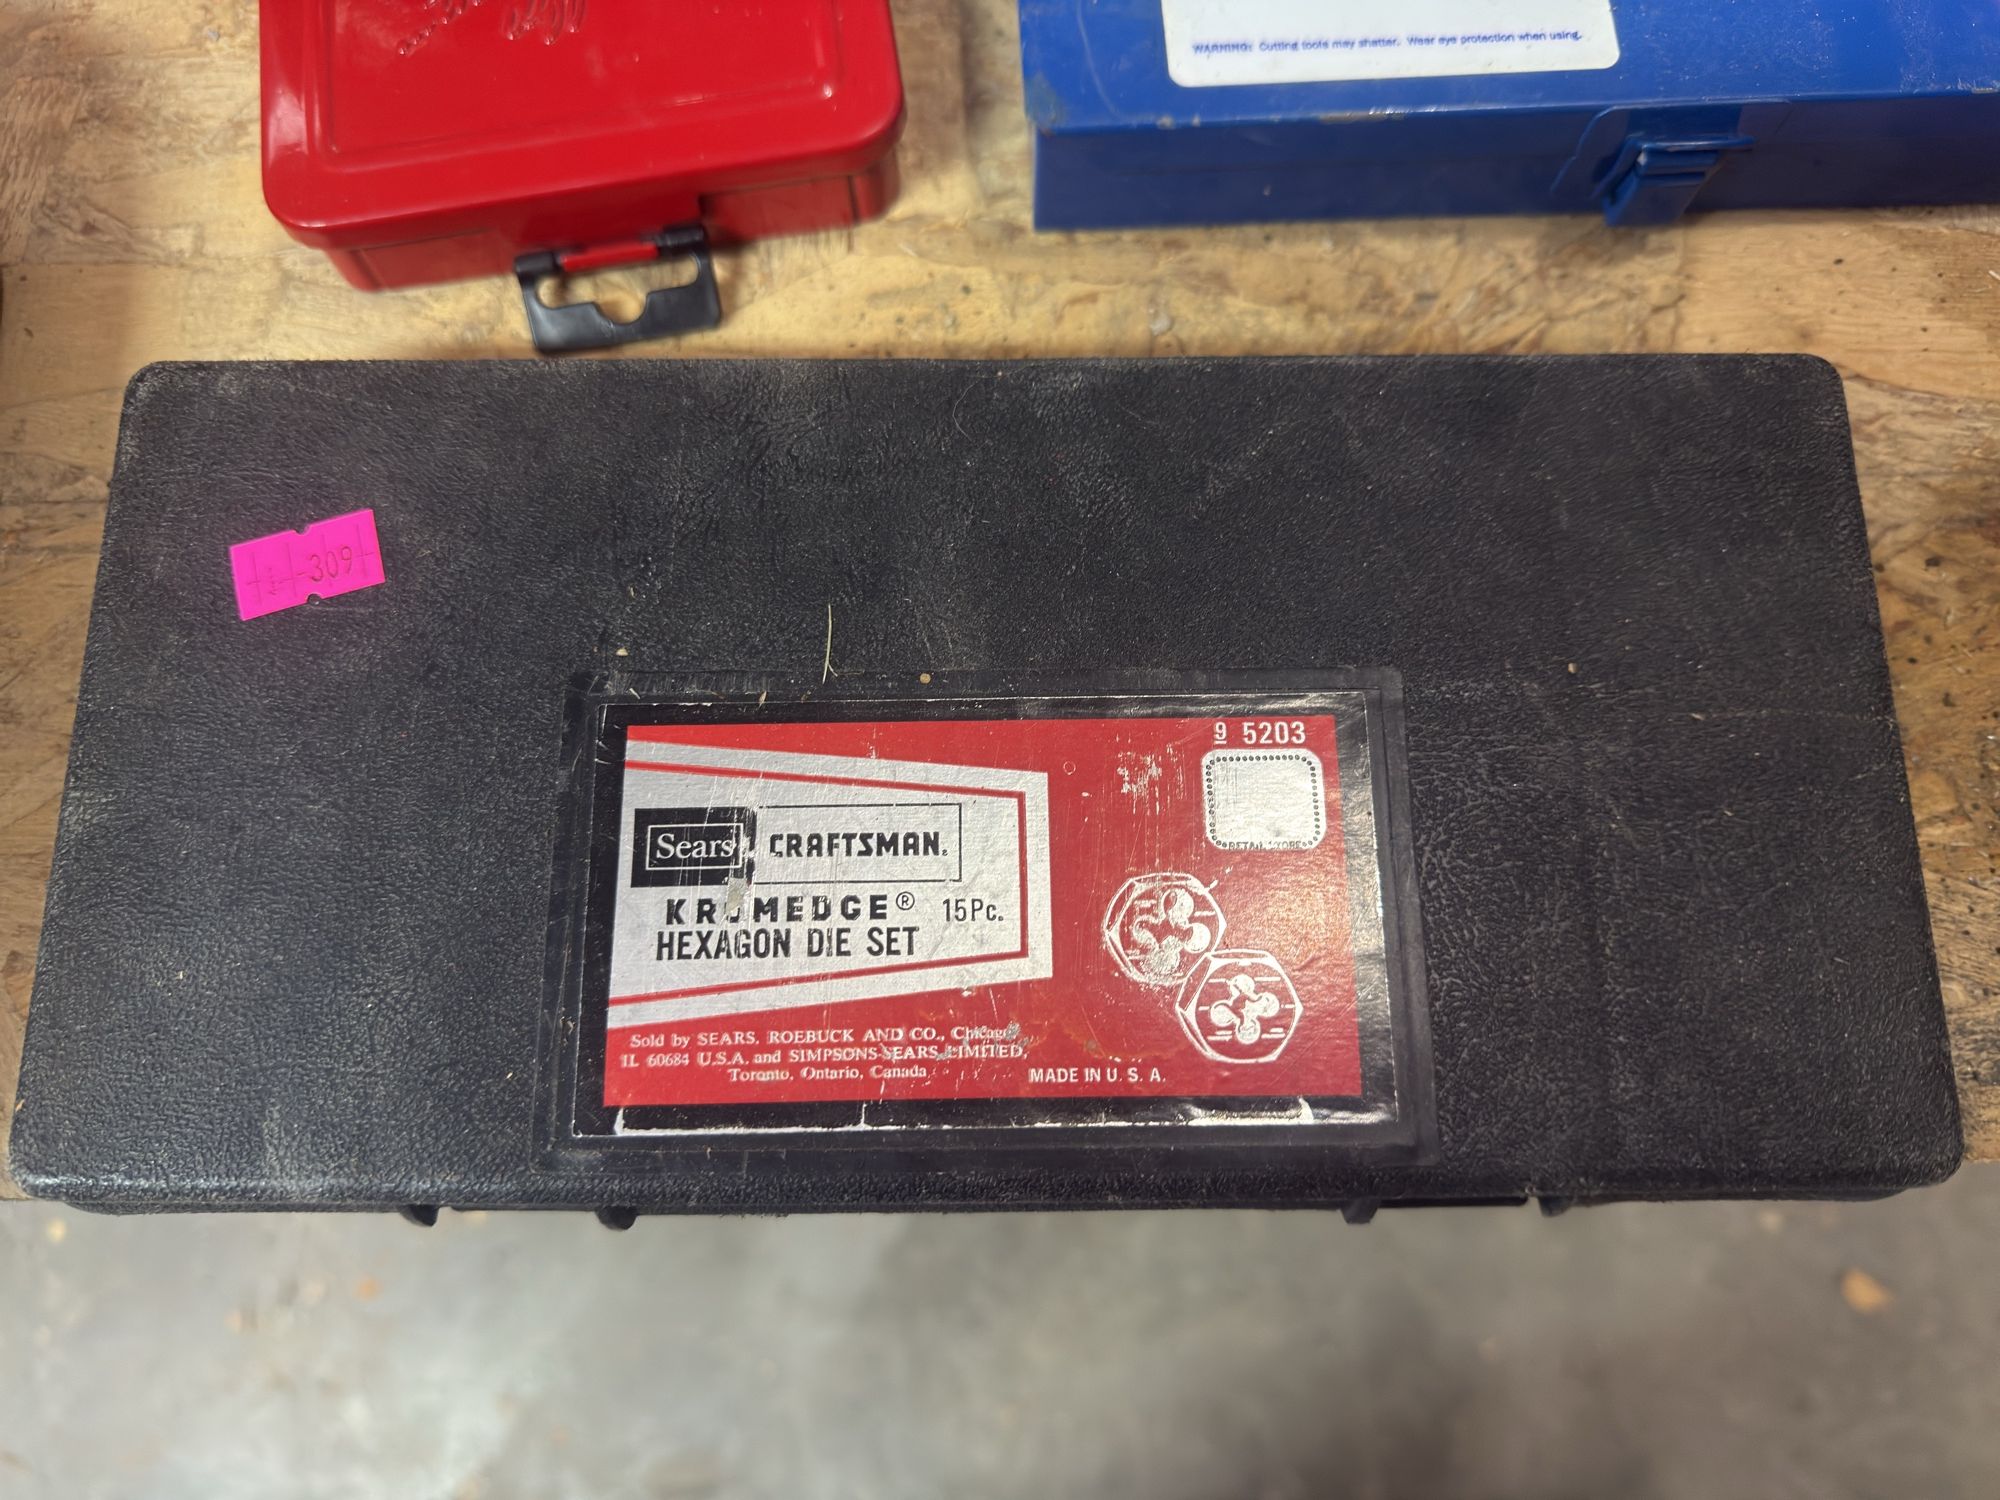 WARNING: Cutting tools may shatter. Wear eye protection when using.
309
9 5203
RETAIL STORE
Sears CRAFTSMAN.
KROMEDGE® 15Pc.
HEXAGON DIE SET
Sold by SEARS, ROEBUCK AND CO., Chicago
IL 60684 U.S.A. and SIMPSONS-SEARS LIMITED,
Toronto, Ontario, Canada
MADE IN U.S.A.